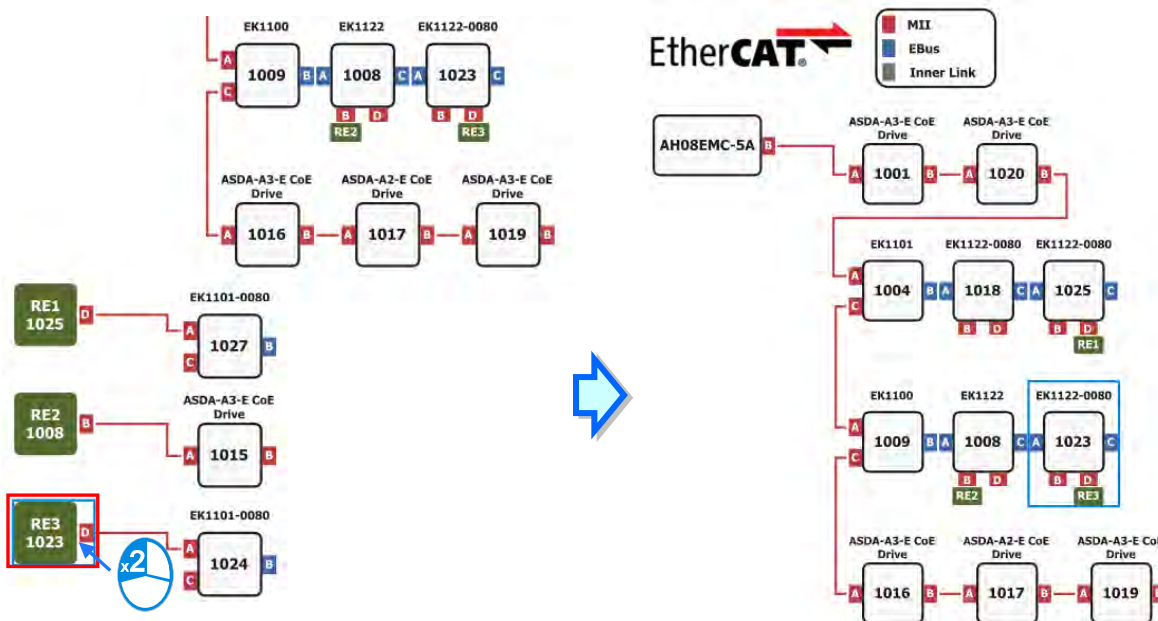 EK1100 EK1122 EK1122-0080
A
1009 B A 1008 C A 1023 C
C
B D B D
RE2 RE3
ASDA-A3-E CoE Drive ASDA-A2-E CoE Drive ASDA-A3-E CoE Drive
A 1016 B A 1017 B A 1019 B
RE1
1025
D
EK1101-0080
A
1027 B
C
RE2
1008
B
ASDA-A3-E CoE
Drive
A 1015 B
RE3
1023
D
x2
EK1101-0080
A
1024 B
C
EtherCAT®
MII
EBus
Inner Link
AH08EMC-5A B
ASDA-A3-E CoE Drive ASDA-A3-E CoE Drive
A 1001 B A 1020 B
EK1101 EK1122-0080 EK1122-0080
A
1004 B A 1018 C A 1025 C
C
B D B D
RE1
EK1100 EK1122 EK1122-0080
A
1009 B A 1008 C A 1023 C
C
B D B D
RE2 RE3
ASDA-A3-E CoE Drive ASDA-A2-E CoE Drive ASDA-A3-E CoE Drive
A 1016 B A 1017 B A 1019